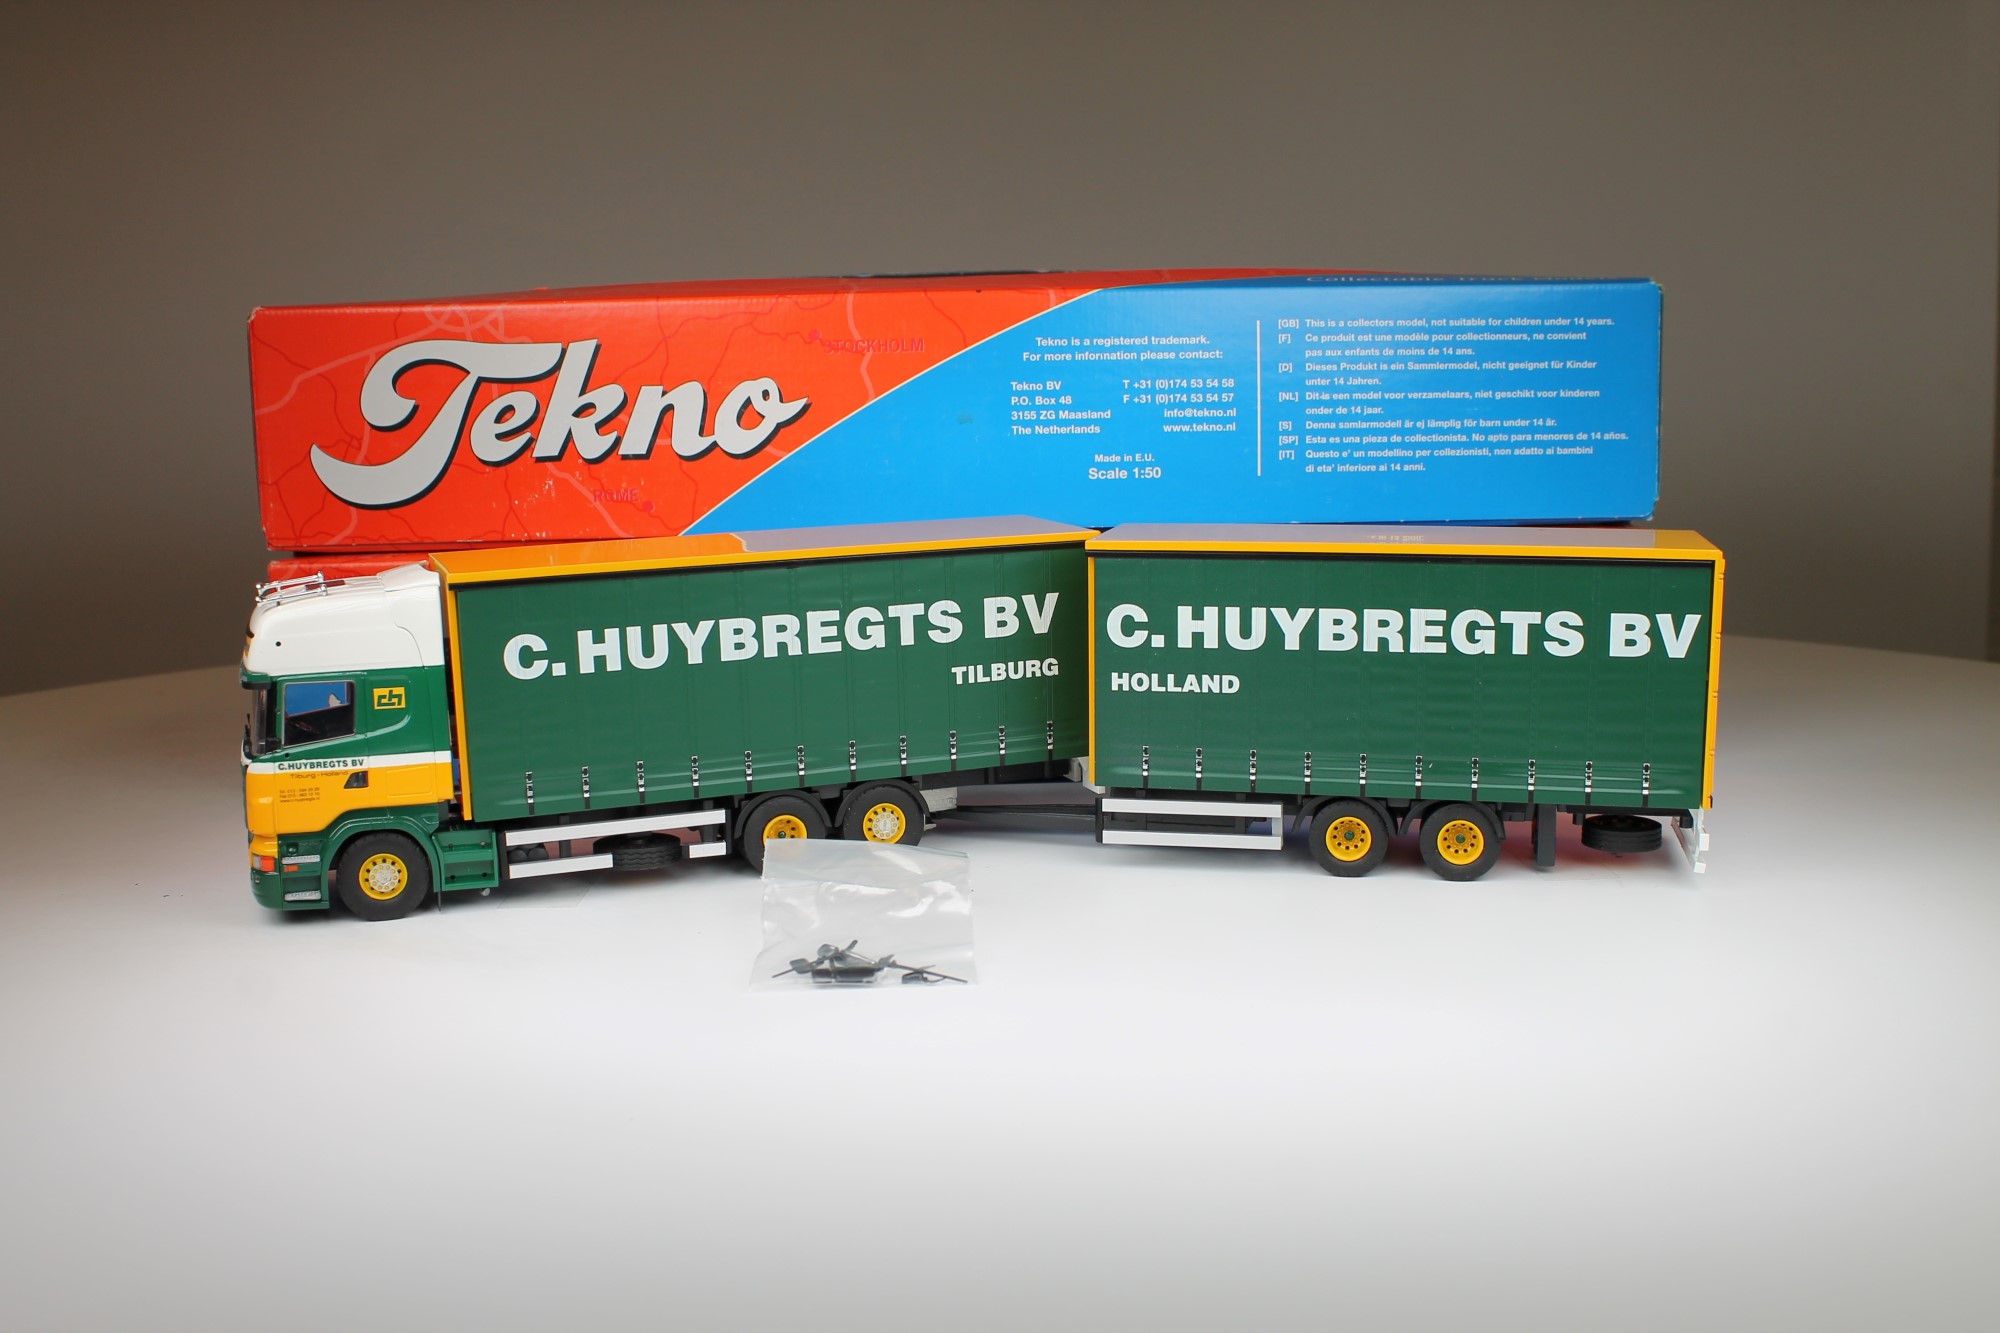 Collectable Truck
Tekno
STOCKHOLM
ROME
Tekno is a registered trademark.
For more information please contact:
Tekno BV
P.O. Box 48
3155 ZG Maasland
The Netherlands
T +31 (0)174 53 54 58
F +31 (0)174 53 54 57
info@tekno.nl
www.tekno.nl
Made in E.U.
Scale 1:50
[GB] This is a collectors model, not suitable for children under 14 years.
[F] Ce produit est une modèle pour collectionneurs, ne convient
pas aux enfants de moins de 14 ans.
[D] Dieses Produkt is ein Sammlermodel, nicht geeignet für Kinder
unter 14 Jahren.
[NL] Dit is een model voor verzamelaars, niet geschikt voor kinderen
onder de 14 jaar.
[S] Denna samlarmodell är ej lämplig för barn under 14 år.
[SP] Esta es una pieza de collectionista. No apto para menores de 14 años.
[IT] Questo e' un modellino per collezionisti, non adatto ai bambini
di eta' inferiore ai 14 anni.
C. HUYBREGTS BV
TILBURG
C. HUYBREGTS BV
HOLLAND
ch
C. HUYBREGTS BV
Tilburg - Holland